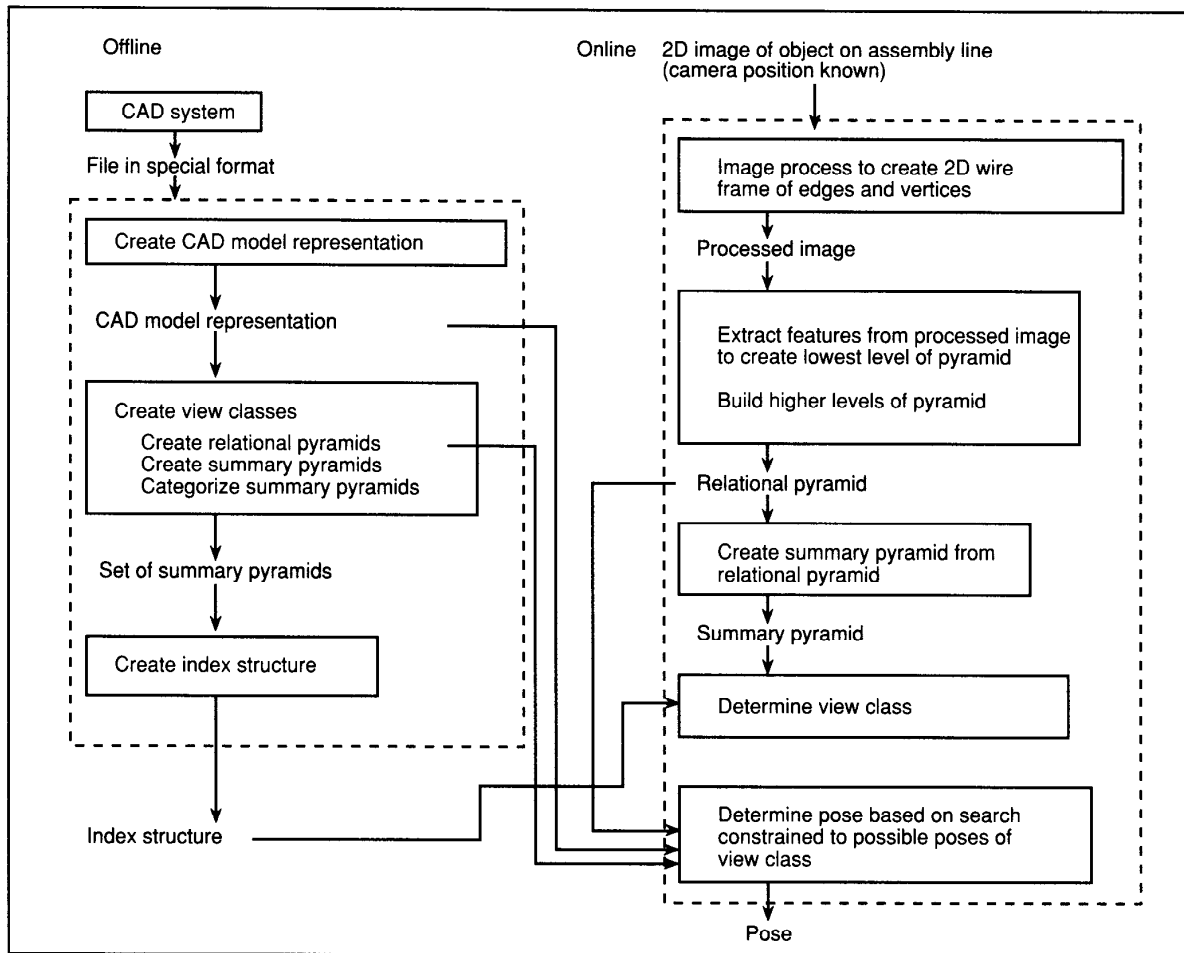 Offline
CAD system
File in special format
Create CAD model representation
CAD model representation
Create view classes
Create relational pyramids
Create summary pyramids
Categorize summary pyramids
Set of summary pyramids
Create index structure
Index structure
Online 2D image of object on assembly line
(camera position known)
Image process to create 2D wire
frame of edges and vertices
Processed image
Extract features from processed image
to create lowest level of pyramid
Build higher levels of pyramid
Relational pyramid
Create summary pyramid from
relational pyramid
Summary pyramid
Determine view class
Determine pose based on search
constrained to possible poses of
view class
Pose